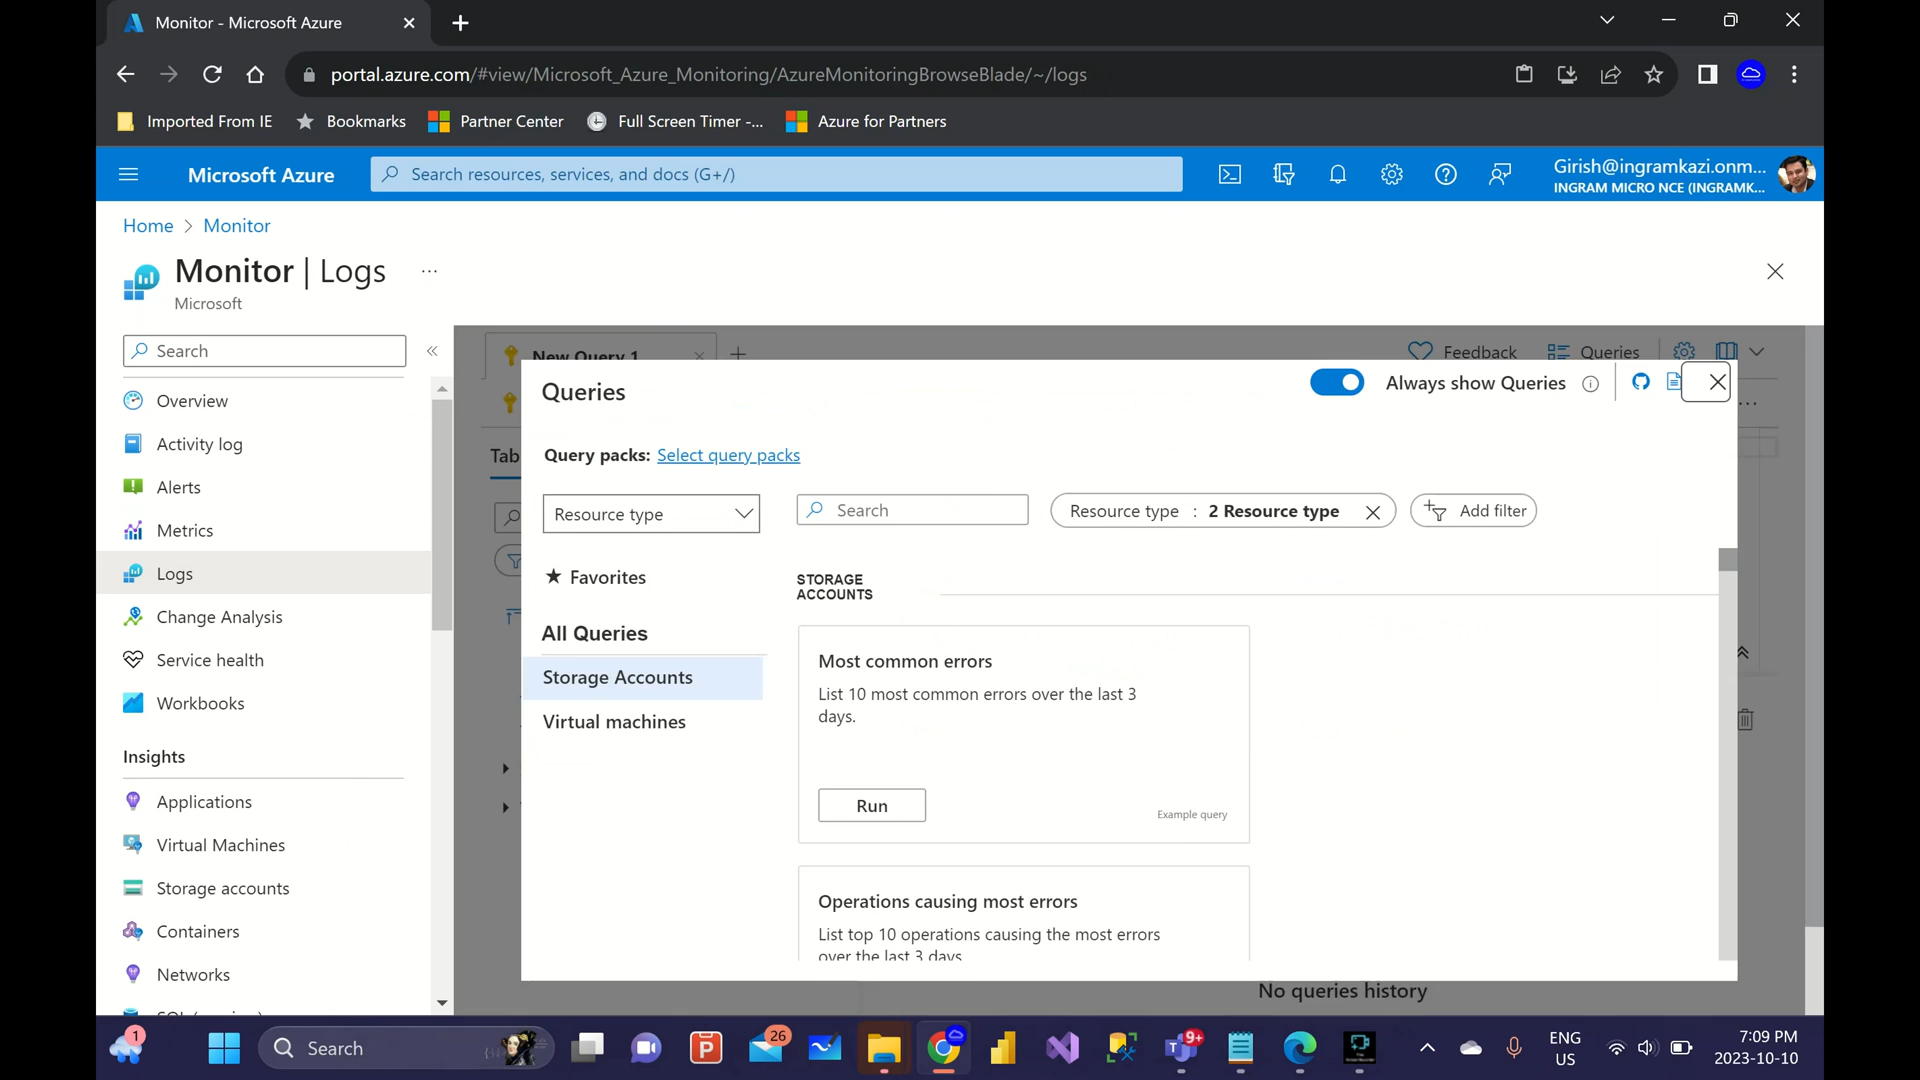 Monitor - Microsoft Azure
portal.azure.com/#view/Microsoft_Azure_Monitoring/AzureMonitoringBrowseBlade/~/logs
Imported From IE
Bookmarks
Partner Center
Full Screen Timer -...
Azure for Partners
Microsoft Azure
Search resources, services, and docs (G+/)
Girish@ingramkazi.onm...
INGRAM MICRO NCE (INGRAMK...
Home > Monitor
Monitor | Logs ...
Microsoft
Search
Overview
Activity log
Alerts
Metrics
Logs
Change Analysis
Service health
Workbooks
Insights
Applications
Virtual Machines
Storage accounts
Containers
Networks
New Query 1
Feedback
Queries
Tab
Queries
Always show Queries
Query packs: Select query packs
Resource type
Search
Resource type : 2 Resource type
Add filter
Favorites
All Queries
Storage Accounts
Virtual machines
STORAGE
ACCOUNTS
Most common errors
List 10 most common errors over the last 3
days.
Run
Example query
Operations causing most errors
List top 10 operations causing the most errors
over the last 3 days
No queries history
1
Search
26
9+
ENG
US
7:09 PM
2023-10-10